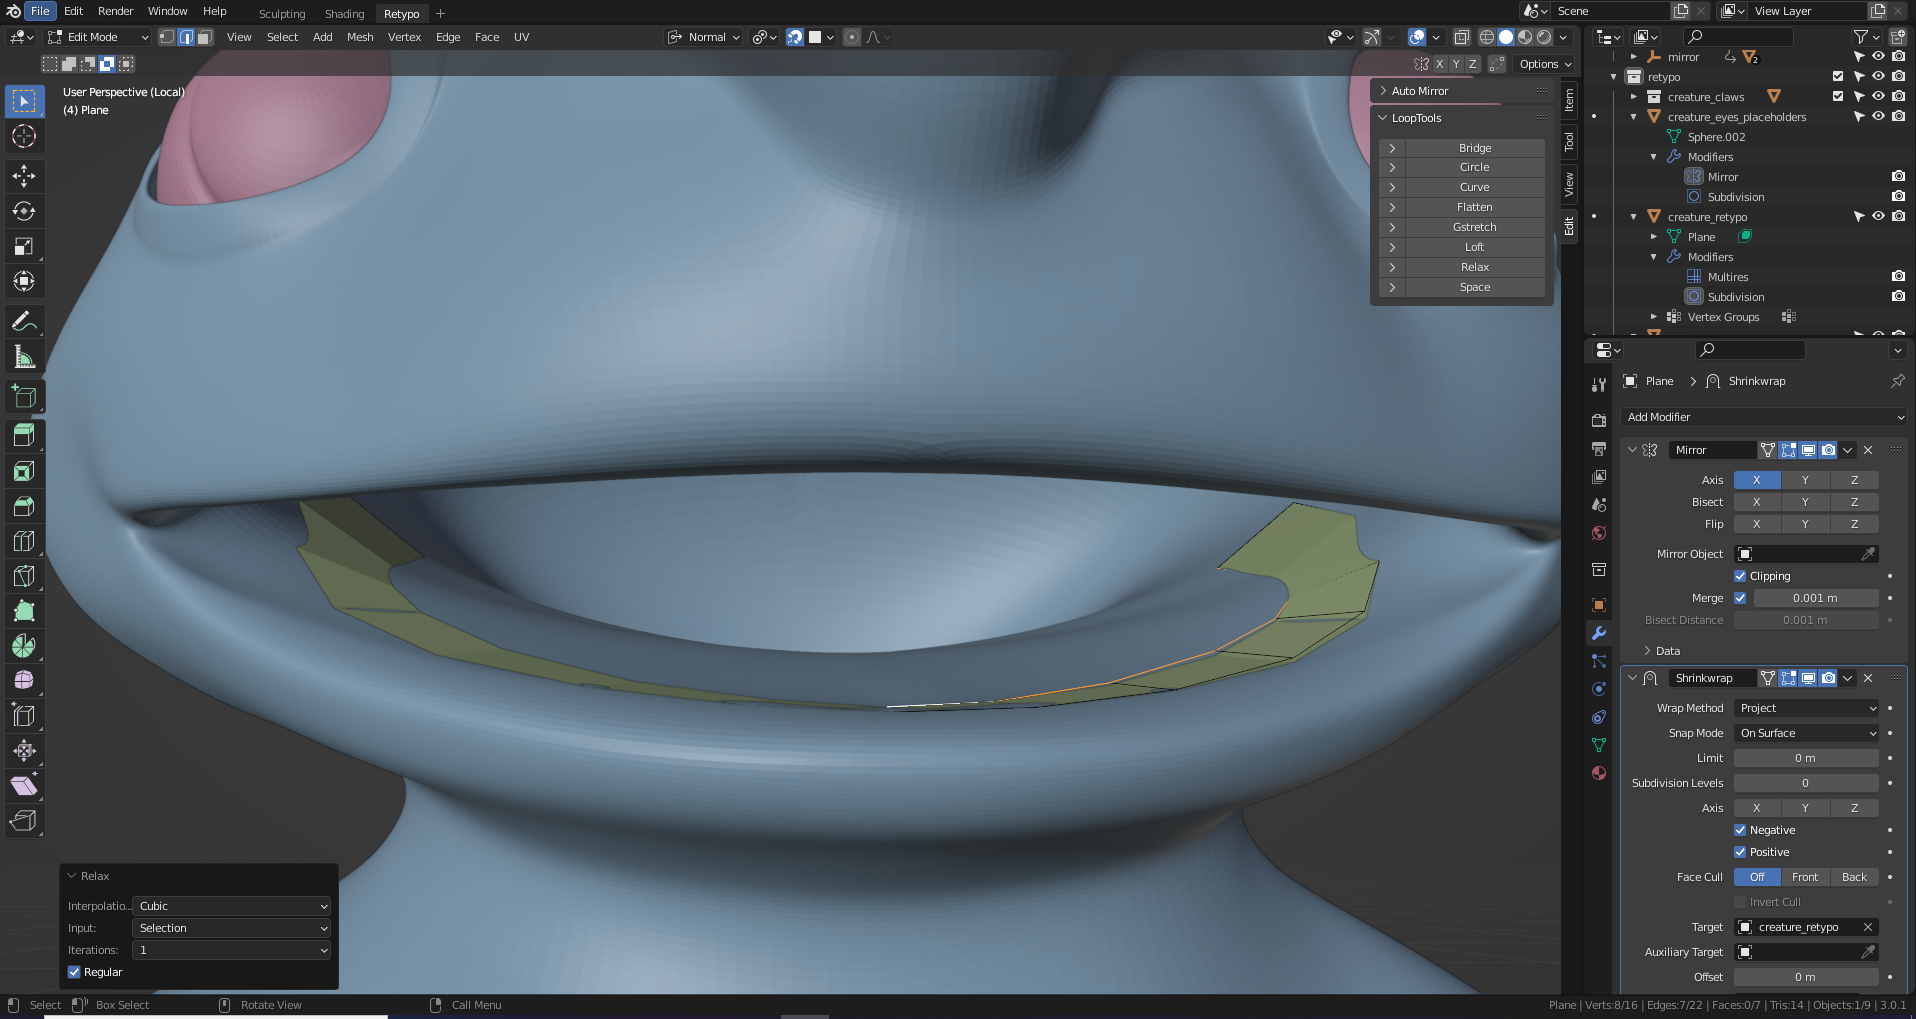 File Edit Render Window Help Sculpting Shading Retypo + Scene View Layer
Edit Mode View Select Add Mesh Vertex Edge Face UV Normal
X Y Z Options
User Perspective (Local)
(4) Plane
Auto Mirror
LoopTools
Bridge
Circle
Curve
Flatten
Gstretch
Loft
Relax
Space
Item
Tool
View
Edit
mirror 2
retypo
creature_claws
creature_eyes_placeholders
Sphere.002
Modifiers
Mirror
Subdivision
creature_retypo
Plane
Modifiers
Multires
Subdivision
Vertex Groups
Plane Shrinkwrap
Add Modifier
Mirror
Axis X Y Z
Bisect X Y Z
Flip X Y Z
Mirror Object
Clipping
Merge 0.001 m
Bisect Distance 0.001 m
Data
Shrinkwrap
Wrap Method Project
Snap Mode On Surface
Limit 0 m
Subdivision Levels 0
Axis X Y Z
Negative
Positive
Face Cull Off Front Back
Invert Cull
Target creature_retypo
Auxiliary Target
Offset 0 m
Relax
Interpolatio... Cubic
Input: Selection
Iterations: 1
Regular
Select Box Select Rotate View Call Menu
Plane | Verts:8/16 | Edges:7/22 | Faces:0/7 | Tris:14 | Objects:1/9 | 3.0.1